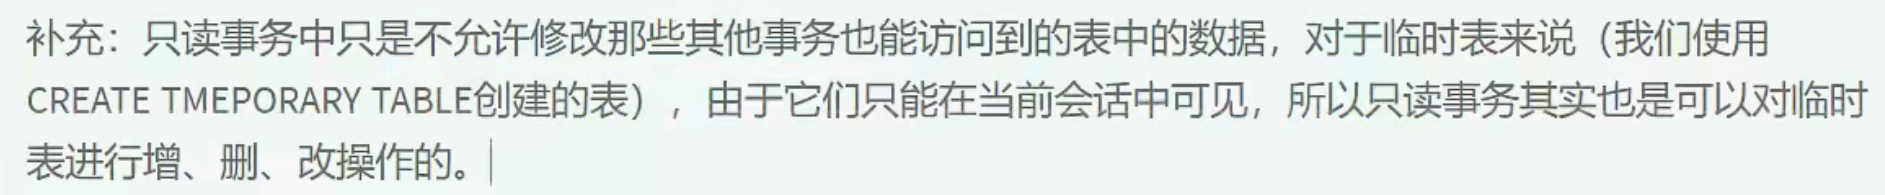 补充：只读事务中只是不允许修改那些其他事务也能访问到的表中的数据，对于临时表来说（我们使用
CREATE TMEPORARY TABLE创建的表），由于它们只能在当前会话中可见，所以只读事务其实也是可以对临时
表进行增、删、改操作的。